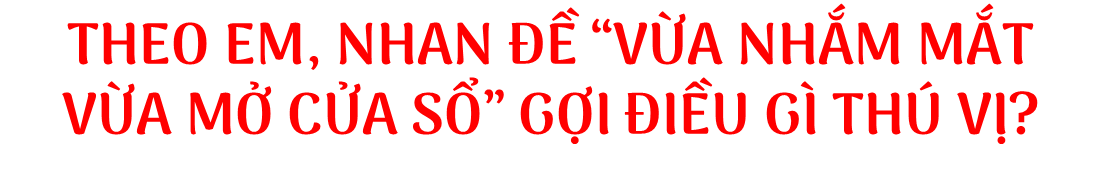 THEO EM, NHAN ĐỀ “VỪA NHẮM MẮT
VỪA MỞ CỬA SỔ” GỢI ĐIỀU GÌ THÚ VỊ?